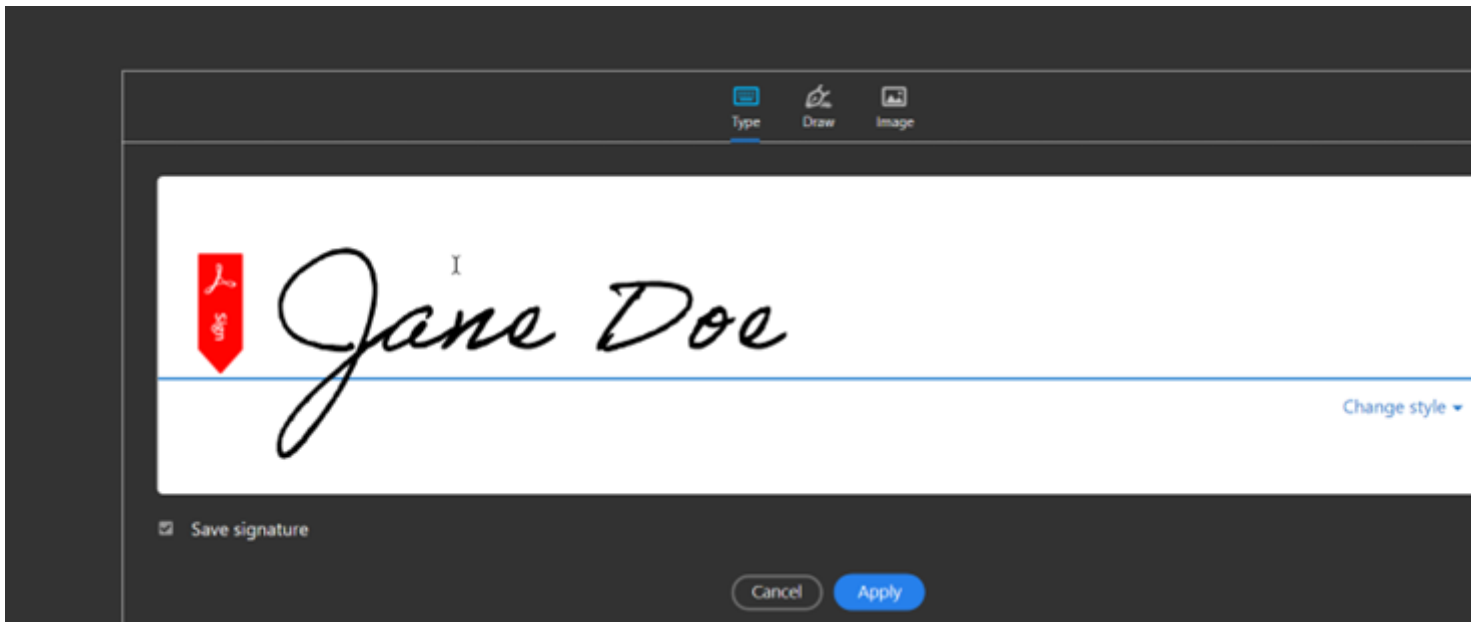 Type Draw Image
Sign
Jane Doe
Change style
Save signature
Cancel Apply